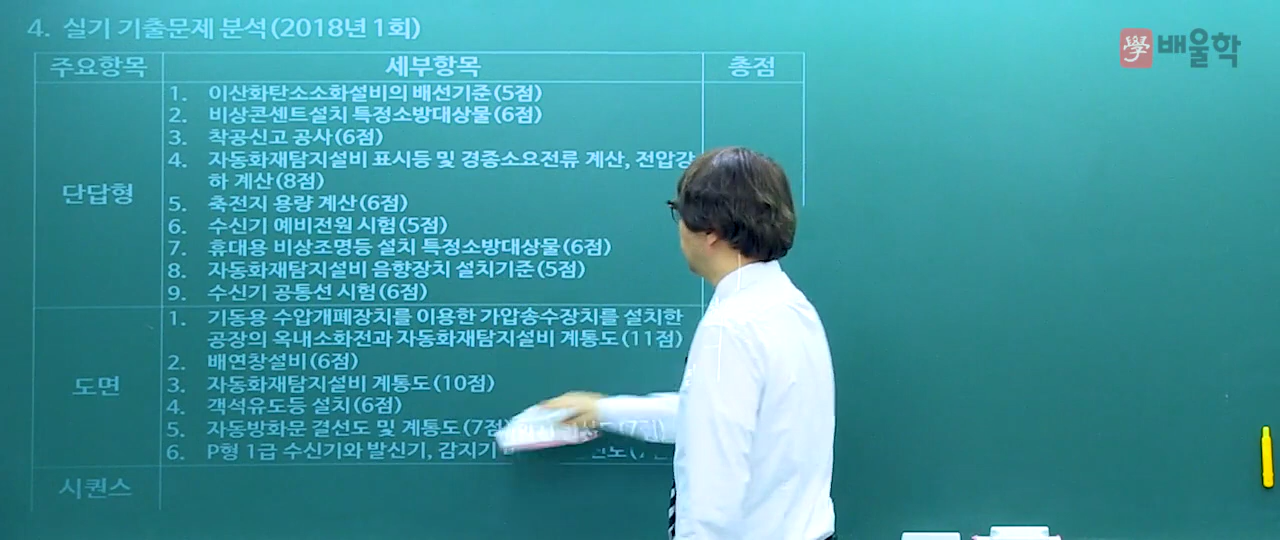 4. 실기 기출문제 분석(2018년 1회)
學 배울학
주요항목 세부항목 총점
단답형
1. 이산화탄소소화설비의 배선기준(5점)
2. 비상콘센트설치 특정소방대상물(6점)
3. 착공신고 공사(6점)
4. 자동화재탐지설비 표시등 및 경종소요전류 계산, 전압강
하 계산(8점)
5. 축전지 용량 계산(6점)
6. 수신기 예비전원 시험(5점)
7. 휴대용 비상조명등 설치 특정소방대상물(6점)
8. 자동화재탐지설비 음향장치 설치기준(5점)
9. 수신기 공통선 시험(6점)
도면
1. 기동용 수압개폐장치를 이용한 가압송수장치를 설치한
공장의 옥내소화전과 자동화재탐지설비 계통도(11점)
2. 배연창설비(6점)
3. 자동화재탐지설비 계통도(10점)
4. 객석유도등 설치(6점)
5. 자동방화문 결선도 및 계통도(7점)
6. P형 1급 수신기와 발신기, 감지기
시퀀스